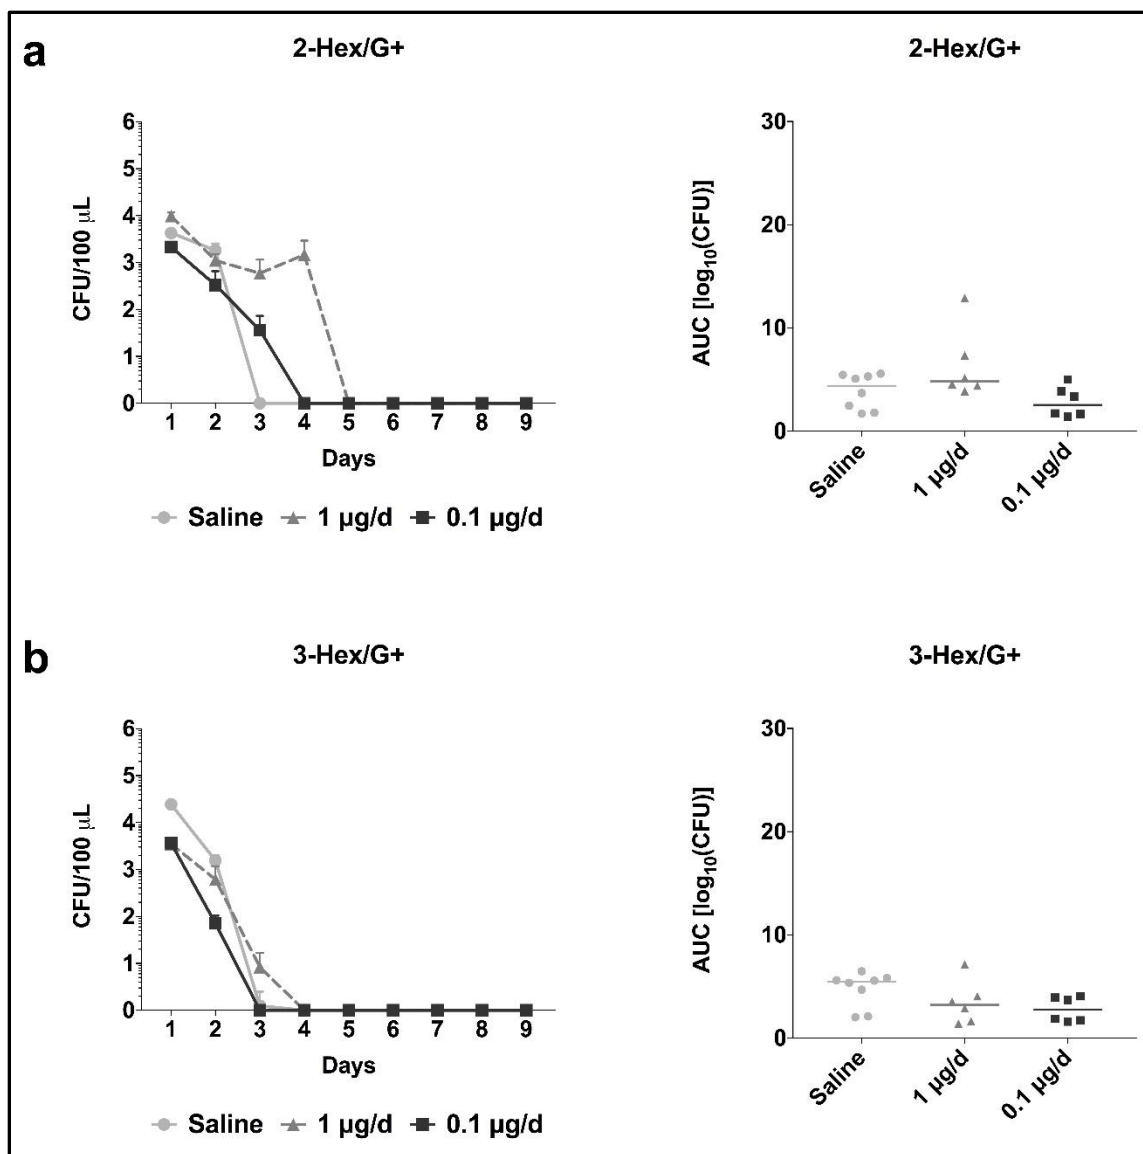 a
2-Hex/G+
2-Hex/G+
CFU/100 µL
6
5
4
3
2
1
0
1 2 3 4 5 6 7 8 9
Days
Saline 1 µg/d 0.1 µg/d
AUC [log10(CFU)]
30
20
10
0
Saline
1 µg/d
0.1 µg/d
b
3-Hex/G+
3-Hex/G+
CFU/100 µL
6
5
4
3
2
1
0
1 2 3 4 5 6 7 8 9
Days
Saline 1 µg/d 0.1 µg/d
AUC [log10(CFU)]
30
20
10
0
Saline
1 µg/d
0.1 µg/d